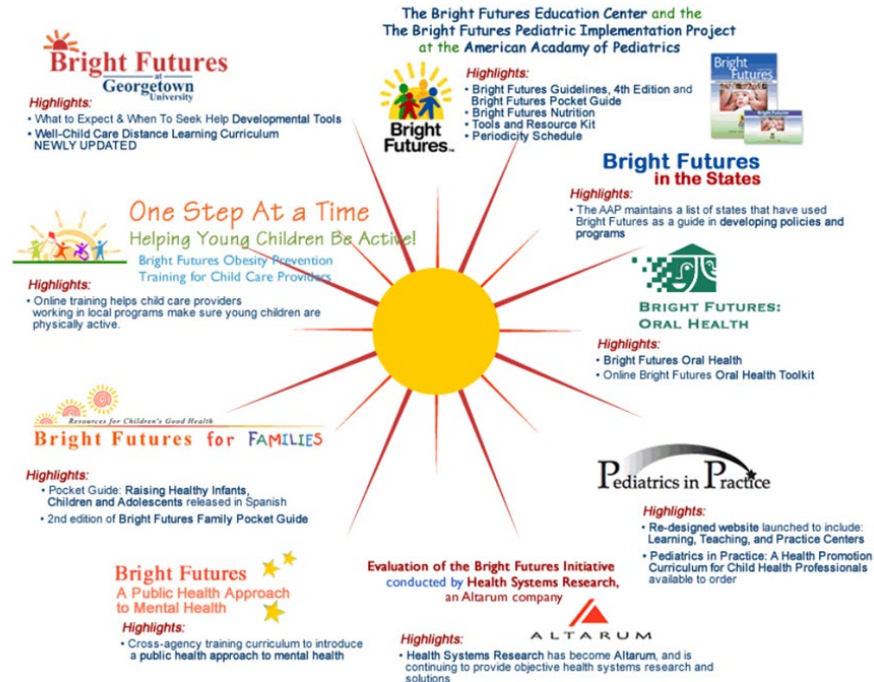 The Bright Futures Education Center and the
The Bright Futures Pediatric Implementation Project
at the American Acadamy of Pediatrics
Bright
Futures™
Highlights:
• Bright Futures Guidelines, 4th Edition and
Bright Futures Pocket Guide
• Bright Futures Nutrition
• Tools and Resource Kit
• Periodicity Schedule
Bright
Futures
Bright Futures
at
Georgetown
University
Highlights:
• What to Expect & When To Seek Help Developmental Tools
• Well-Child Care Distance Learning Curriculum
NEWLY UPDATED
Bright Futures
in the States
Highlights:
• The AAP maintains a list of states that have used
Bright Futures as a guide in developing policies and
programs
One Step At a Time
Helping Young Children Be Active!
Bright Futures Obesity Prevention
Training for Child Care Providers
Highlights:
• Online training helps child care providers
working in local programs make sure young children are
physically active.
BRIGHT FUTURES:
ORAL HEALTH
Highlights:
• Bright Futures Oral Health
• Online Bright Futures Oral Health Toolkit
Resources for Children's Good Health
Bright Futures for FAMILIES
Highlights:
• Pocket Guide: Raising Healthy Infants,
Children and Adolescents released in Spanish
• 2nd edition of Bright Futures Family Pocket Guide
Pediatrics in Practice
Highlights:
• Re-designed website launched to include:
Learning, Teaching, and Practice Centers
• Pediatrics in Practice: A Health Promotion
Curriculum for Child Health Professionals
available to order
Bright Futures
A Public Health Approach
to Mental Health
Highlights:
• Cross-agency training curriculum to introduce
a public health approach to mental health
Evaluation of the Bright Futures Initiative
conducted by Health Systems Research,
an Altarum company
ALTARUM
Highlights:
• Health Systems Research has become Altarum, and is
continuing to provide objective health systems research and
solutions